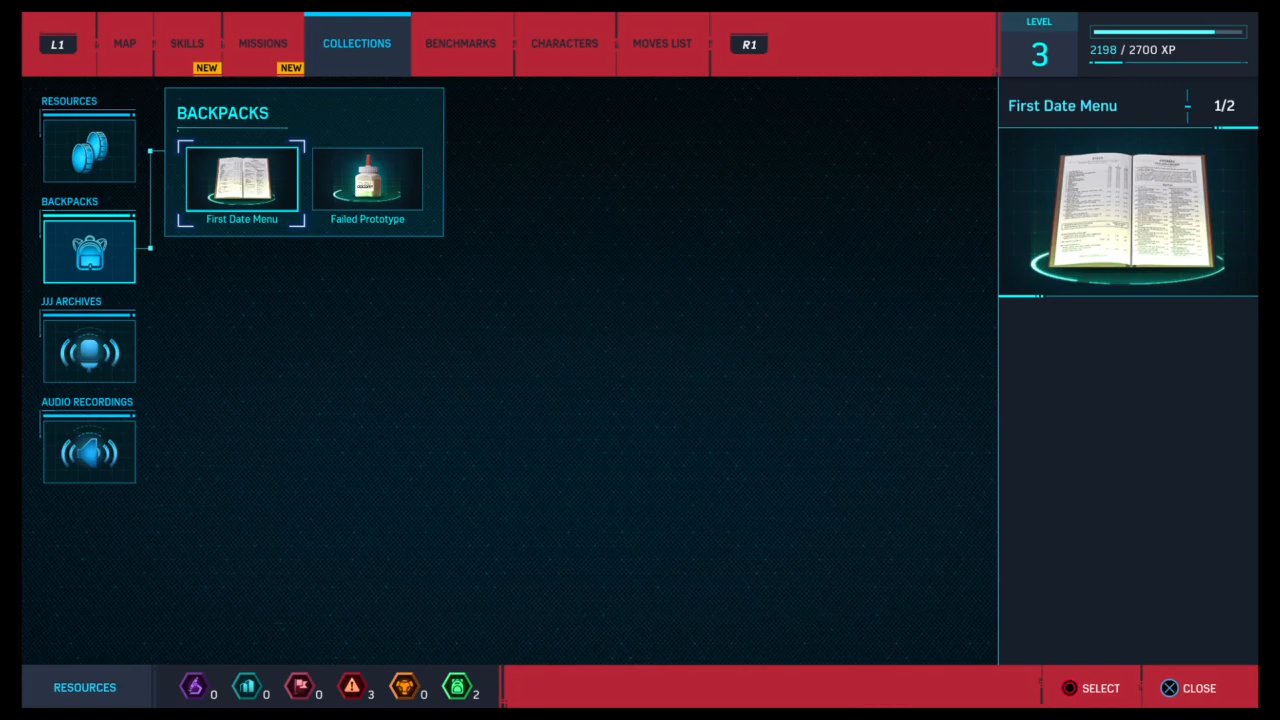 L1
MAP
SKILLS
NEW
MISSIONS
NEW
COLLECTIONS
BENCHMARKS
CHARACTERS
MOVES LIST
R1
LEVEL
3
2198 / 2700 XP
RESOURCES
BACKPACKS
JJJ ARCHIVES
AUDIO RECORDINGS
BACKPACKS
First Date Menu
Failed Prototype
First Date Menu
1/2
RESOURCES
0
0
0
3
0
2
SELECT
CLOSE